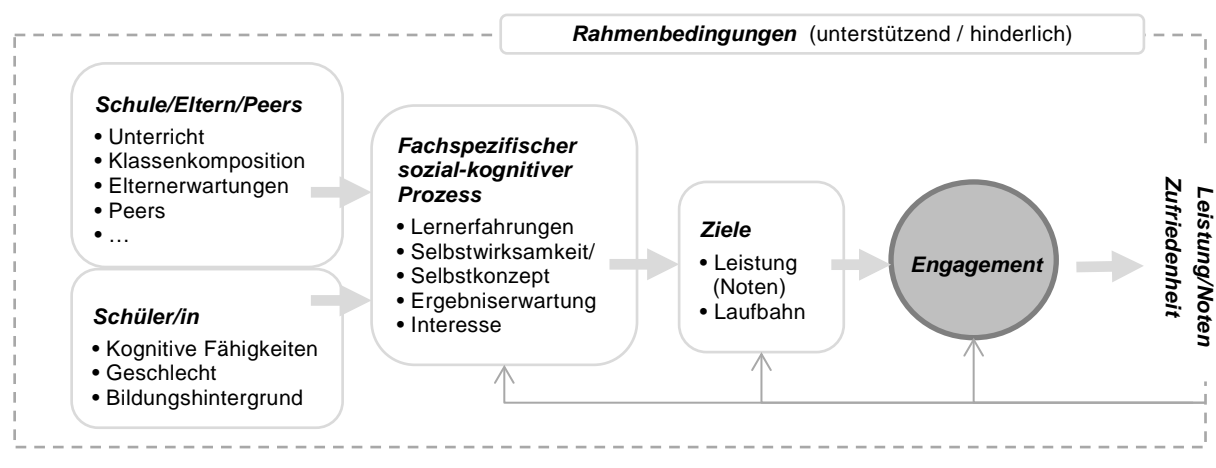 Rahmenbedingungen (unterstützend / hinderlich)
Schule/Eltern/Peers
• Unterricht
• Klassenkomposition
• Elternerwartungen
• Peers
• …
Schüler/in
• Kognitive Fähigkeiten
• Geschlecht
• Bildungshintergrund
Fachspezifischer
sozial-kognitiver
Prozess
• Lernerfahrungen
• Selbstwirksamkeit/
• Selbstkonzept
• Ergebniserwartung
• Interesse
Ziele
• Leistung
(Noten)
• Laufbahn
Engagement
Leistung/Noten
Zufriedenheit